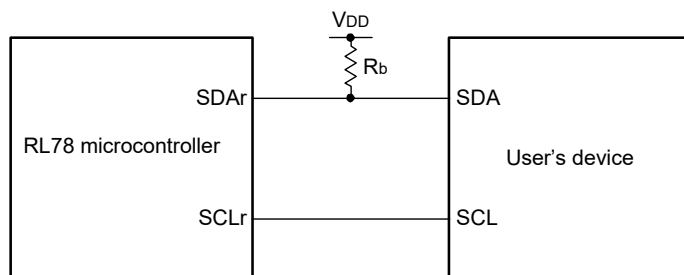 VDD
Rb
SDAr
SDA
RL78 microcontroller
User's device
SCLr
SCL